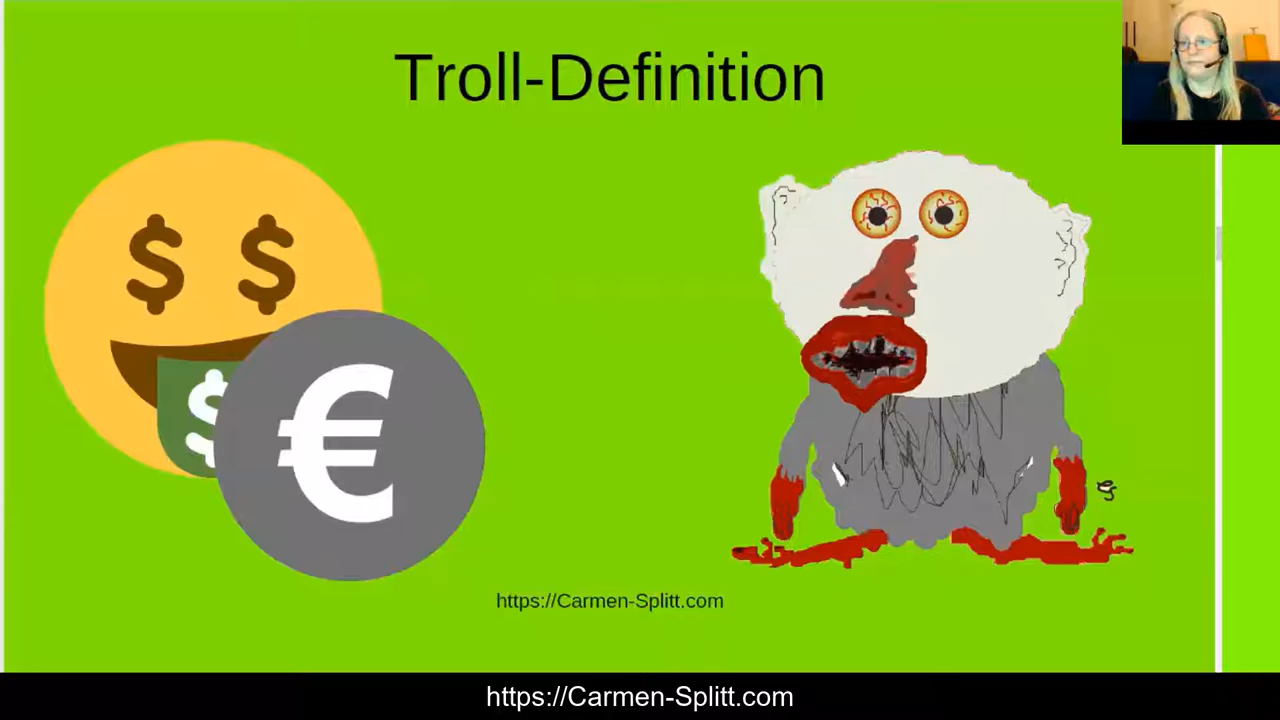 Troll-Definition
$ $
$
€
https://Carmen-Splitt.com
https://Carmen-Splitt.com